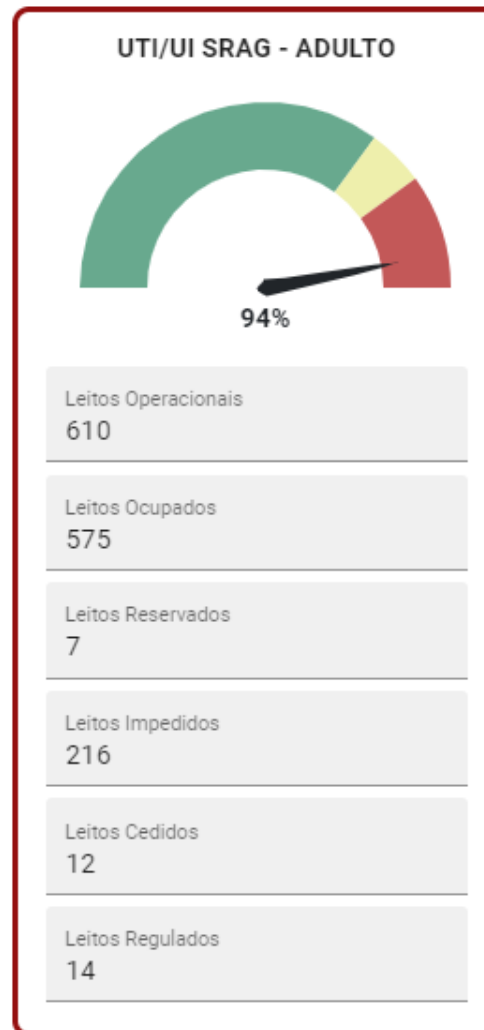 UTI/UI SRAG - ADULTO
94%
Leitos Operacionais
610
Leitos Ocupados
575
Leitos Reservados
7
Leitos Impedidos
216
Leitos Cedidos
12
Leitos Regulados
14